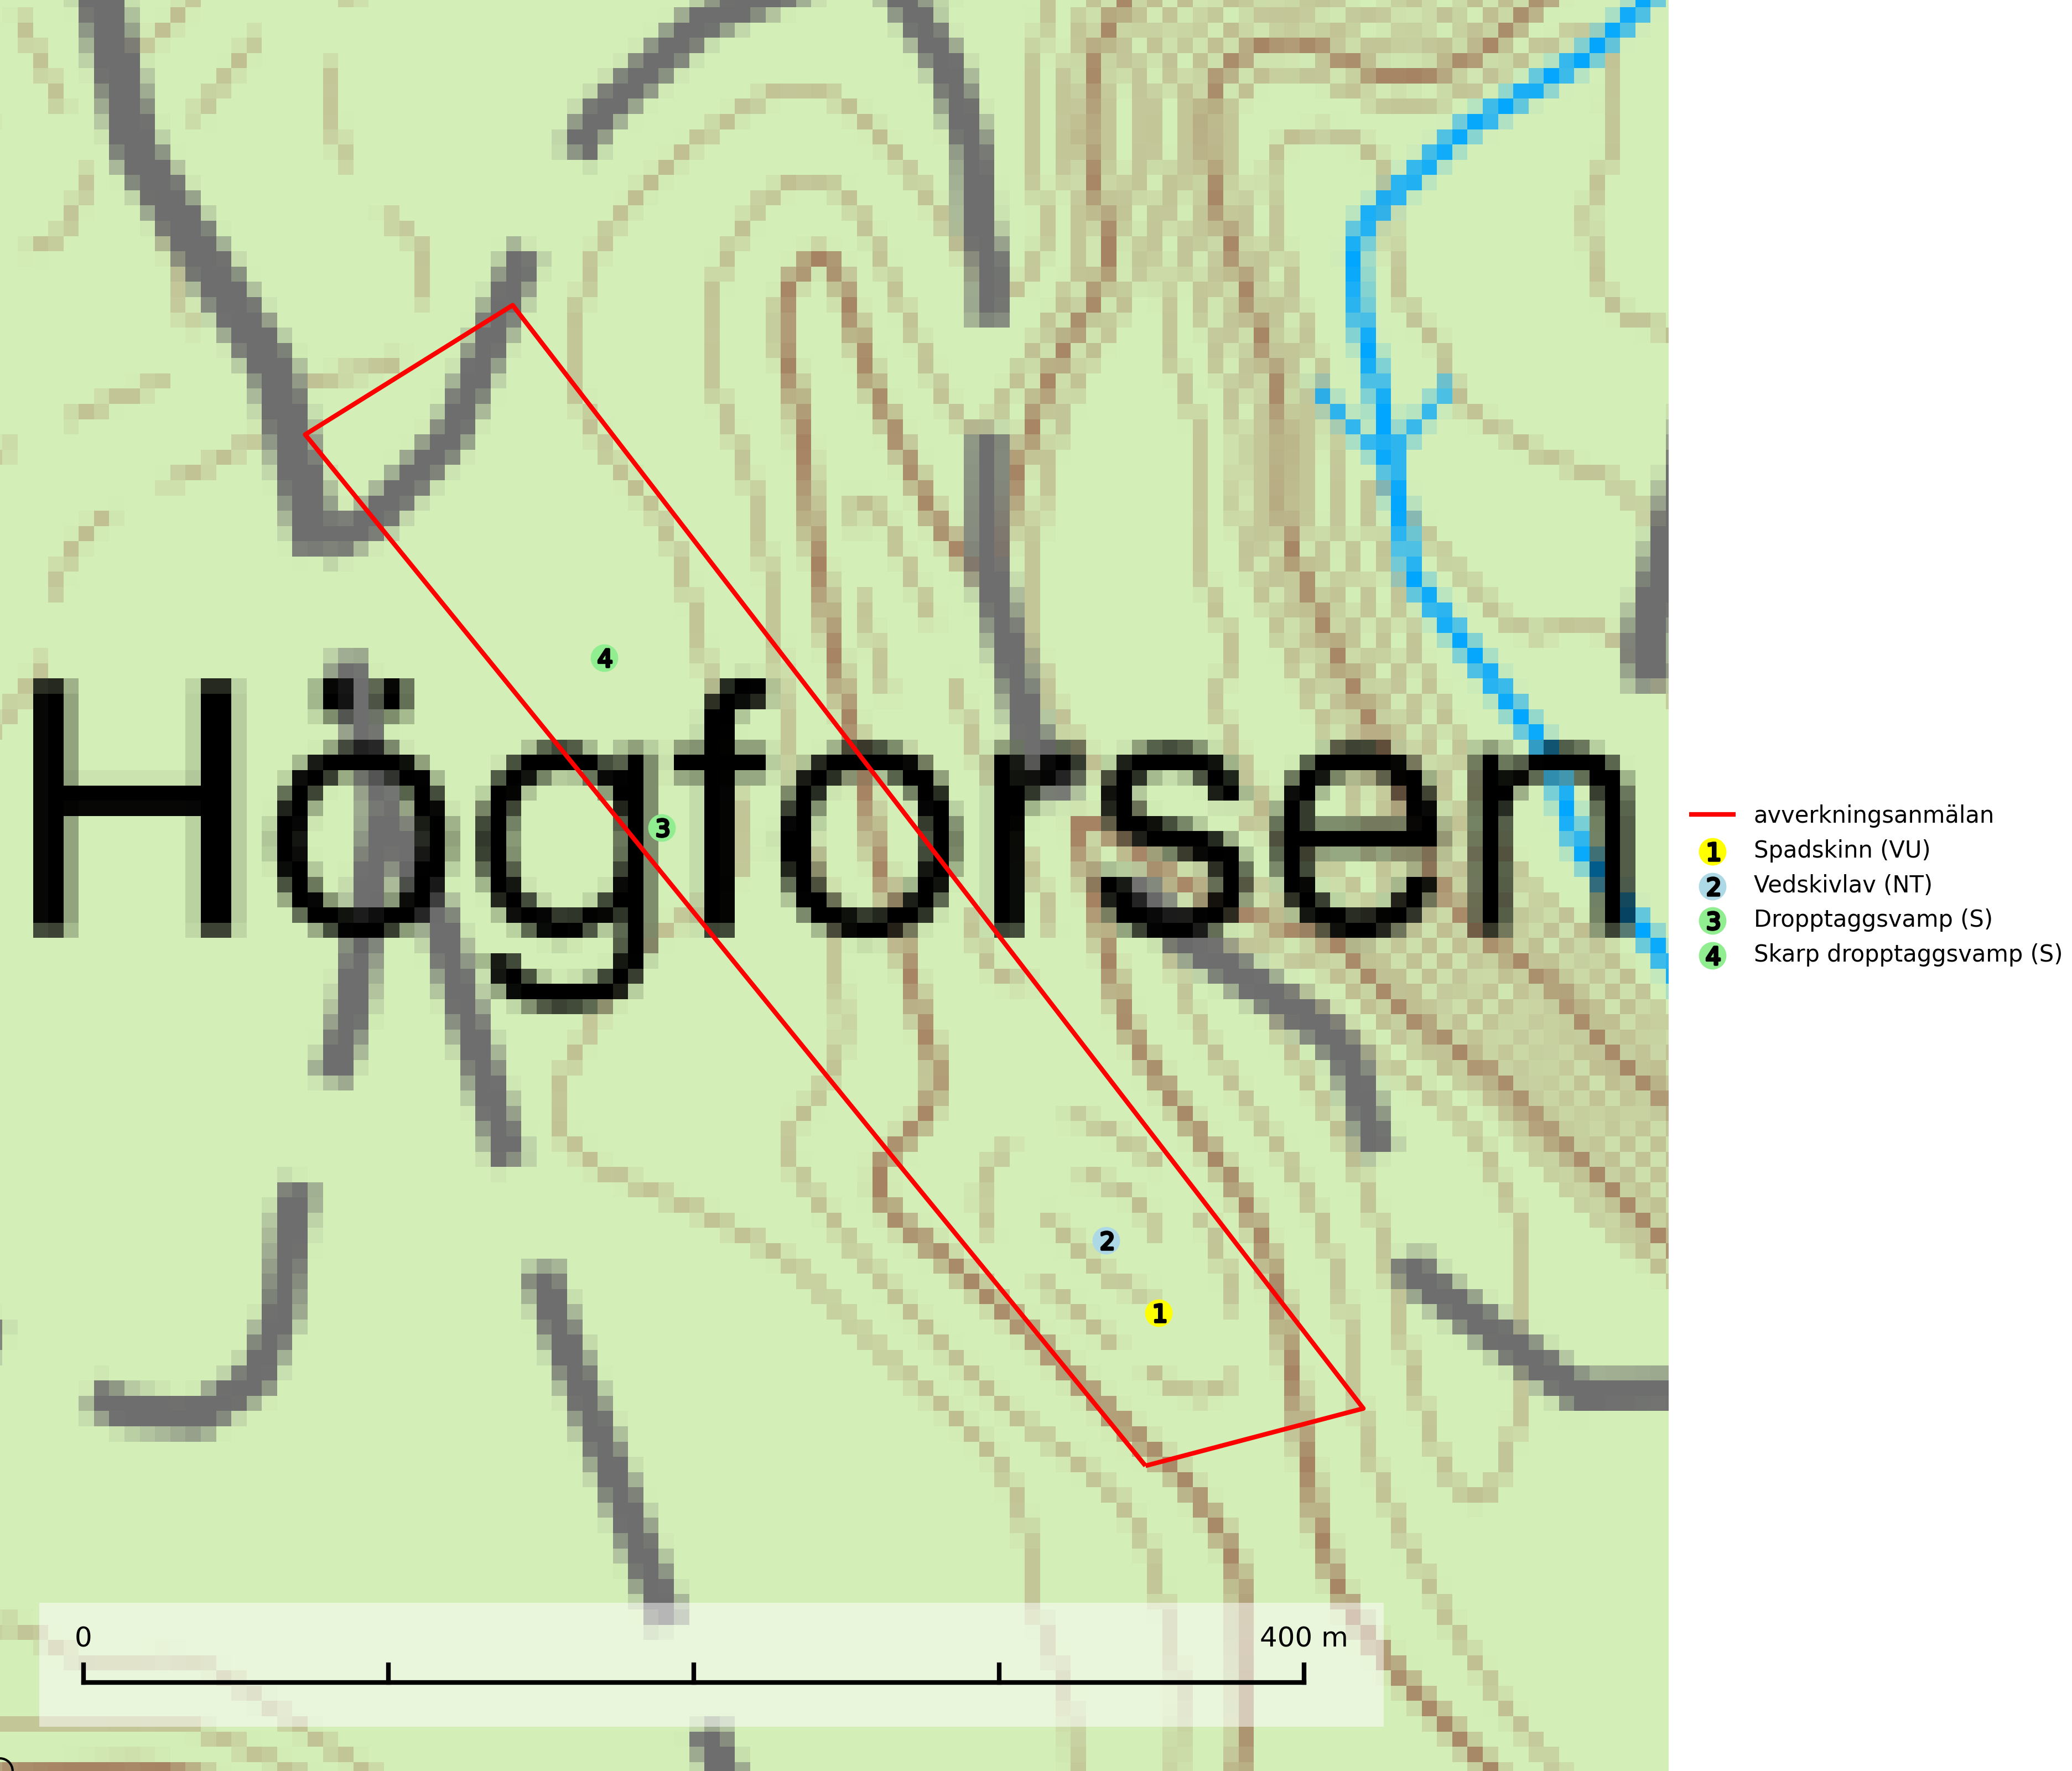 Högforsen
4
3
2
1
0 400 m
avverkningsanmälan
1 Spadskinn (VU)
2 Vedskivlav (NT)
3 Dropptaggsvamp (S)
4 Skarp dropptaggsvamp (S)